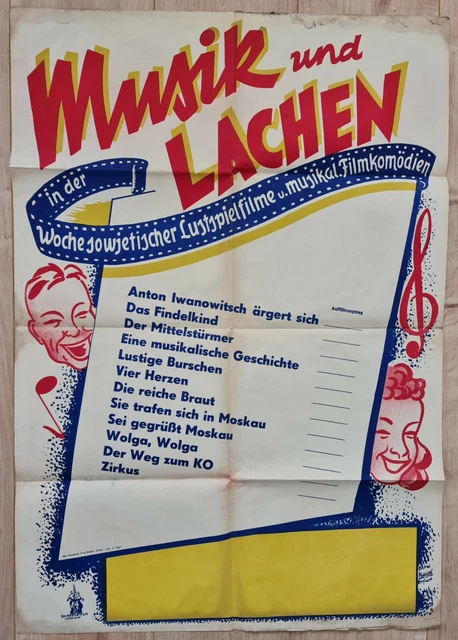 Musik und
LACHEN
in der
Woche sowjetischer Lustspielfilme u. musikal. Filmkomödien
Aufführungstag
Anton Iwanowitsch ärgert sich
Das Findelkind
Der Mittelstürmer
Eine musikalische Geschichte
Lustige Burschen
Vier Herzen
Die reiche Braut
Sie trafen sich in Moskau
Sei gegrüßt Moskau
Wolga, Wolga
Der Weg zum KO
Zirkus